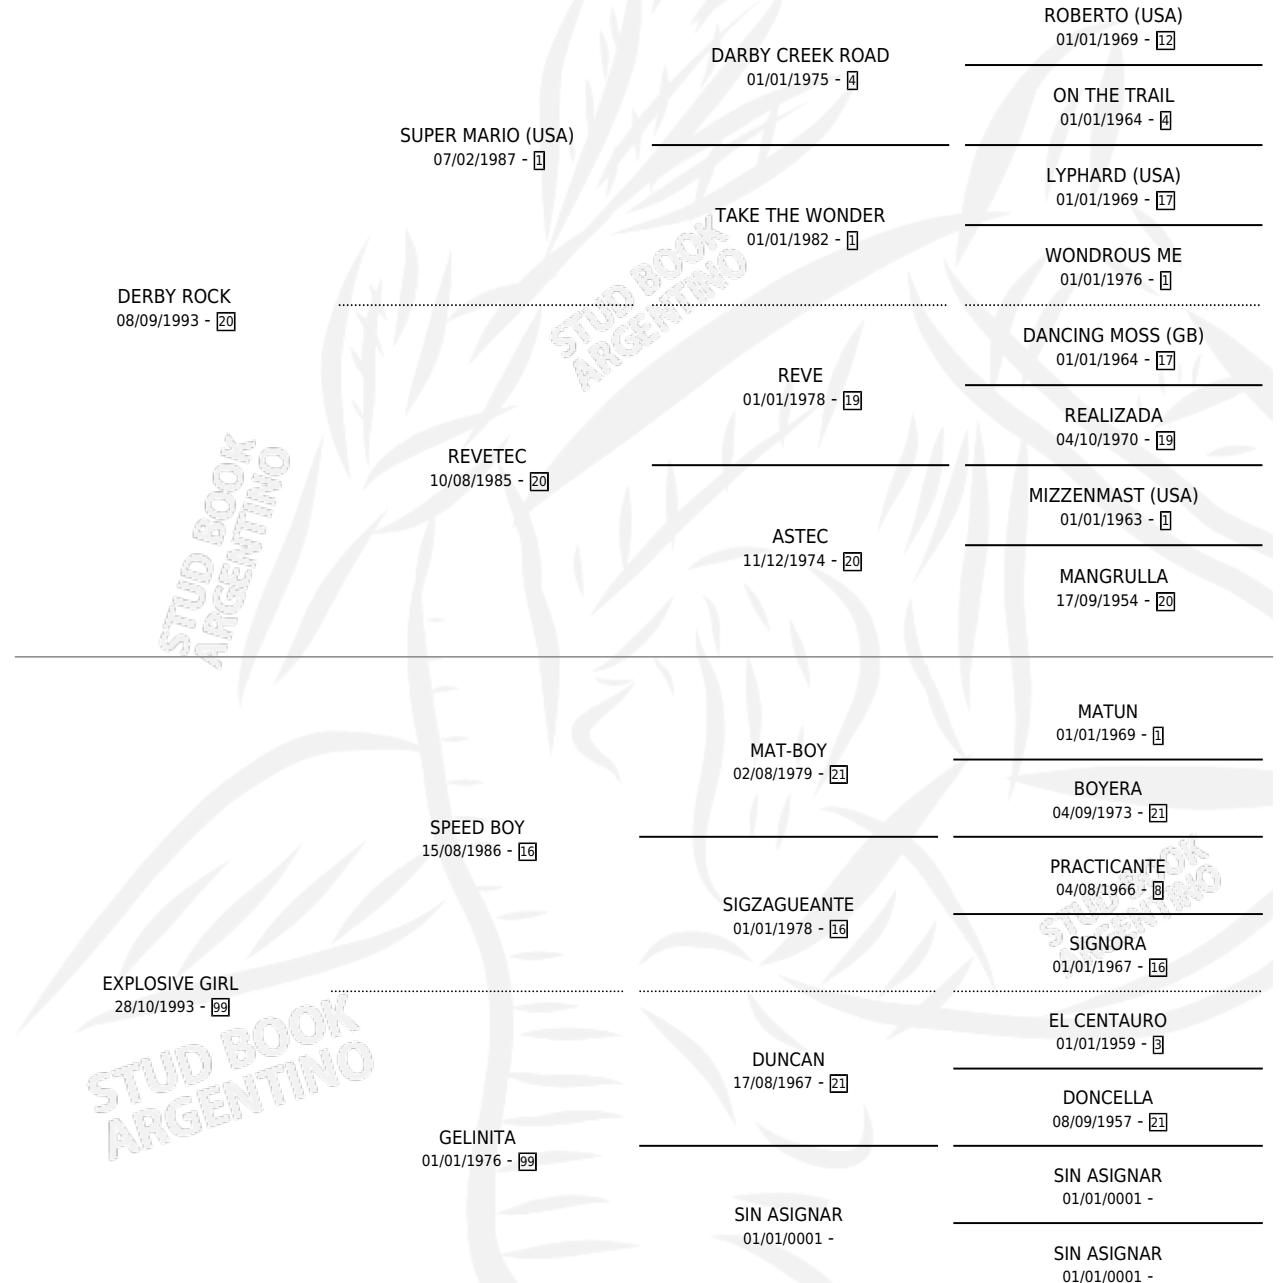 ROBERTO (USA)
01/01/1969 - 12
DARBY CREEK ROAD
01/01/1975 - 4
ON THE TRAIL
01/01/1964 - 4
SUPER MARIO (USA)
07/02/1987 - 1
LYPHARD (USA)
01/01/1969 - 17
TAKE THE WONDER
01/01/1982 - 1
WONDROUS ME
01/01/1976 - 1
DERBY ROCK
08/09/1993 - 20
STUD BOOK
ARGENTINO
DANCING MOSS (GB)
01/01/1964 - 17
REVE
01/01/1978 - 19
REALIZADA
04/10/1970 - 19
REVETEC
10/08/1985 - 20
MIZZENMAST (USA)
01/01/1963 - 1
ASTEC
11/12/1974 - 20
MANGRULLA
17/09/1954 - 20
STUD BOOK
ARGENTINO
MATUN
01/01/1969 - 1
MAT-BOY
02/08/1979 - 21
BOYERA
04/09/1973 - 21
SPEED BOY
15/08/1986 - 16
PRACTICANTE
04/08/1966 - 8
SIGZAGUEANTE
01/01/1978 - 16
SIGNORA
01/01/1967 - 16
STUD BOOK
ARGENTINO
EXPLOSIVE GIRL
28/10/1993 - 99
EL CENTAURO
01/01/1959 - 3
DUNCAN
17/08/1967 - 21
DONCELLA
08/09/1957 - 21
STUD BOOK
ARGENTINO
GELINITA
01/01/1976 - 99
SIN ASIGNAR
01/01/0001 -
SIN ASIGNAR
01/01/0001 -
SIN ASIGNAR
01/01/0001 -